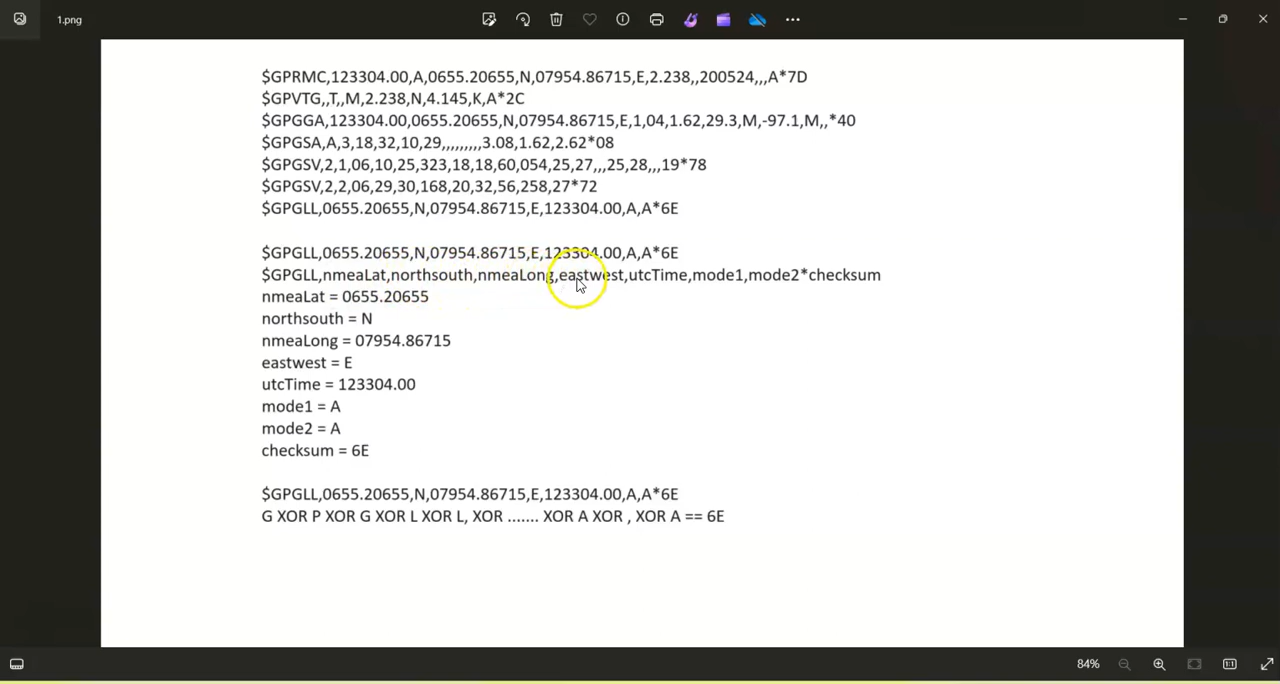 1.png
$GPRMC,123304.00,A,0655.20655,N,07954.86715,E,2.238,,200524,,,A*7D
$GPVTG,,T,,M,2.238,N,4.145,K,A*2C
$GPGGA,123304.00,0655.20655,N,07954.86715,E,1,04,1.62,29.3,M,-97.1,M,,*40
$GPGSA,A,3,18,32,10,29,,,,,,,,,3.08,1.62,2.62*08
$GPGSV,2,1,06,10,25,323,18,18,60,054,25,27,,,25,28,,,19*78
$GPGSV,2,2,06,29,30,168,20,32,56,258,27*72
$GPGLL,0655.20655,N,07954.86715,E,123304.00,A,A*6E
$GPGLL,0655.20655,N,07954.86715,E,123304.00,A,A*6E
$GPGLL,nmeaLat,northsouth,nmeaLong,eastwest,utcTime,mode1,mode2*checksum
nmeaLat = 0655.20655
northsouth = N
nmeaLong = 07954.86715
eastwest = E
utcTime = 123304.00
mode1 = A
mode2 = A
checksum = 6E
$GPGLL,0655.20655,N,07954.86715,E,123304.00,A,A*6E
G XOR P XOR G XOR L XOR L, XOR ....... XOR A XOR , XOR A == 6E
84%